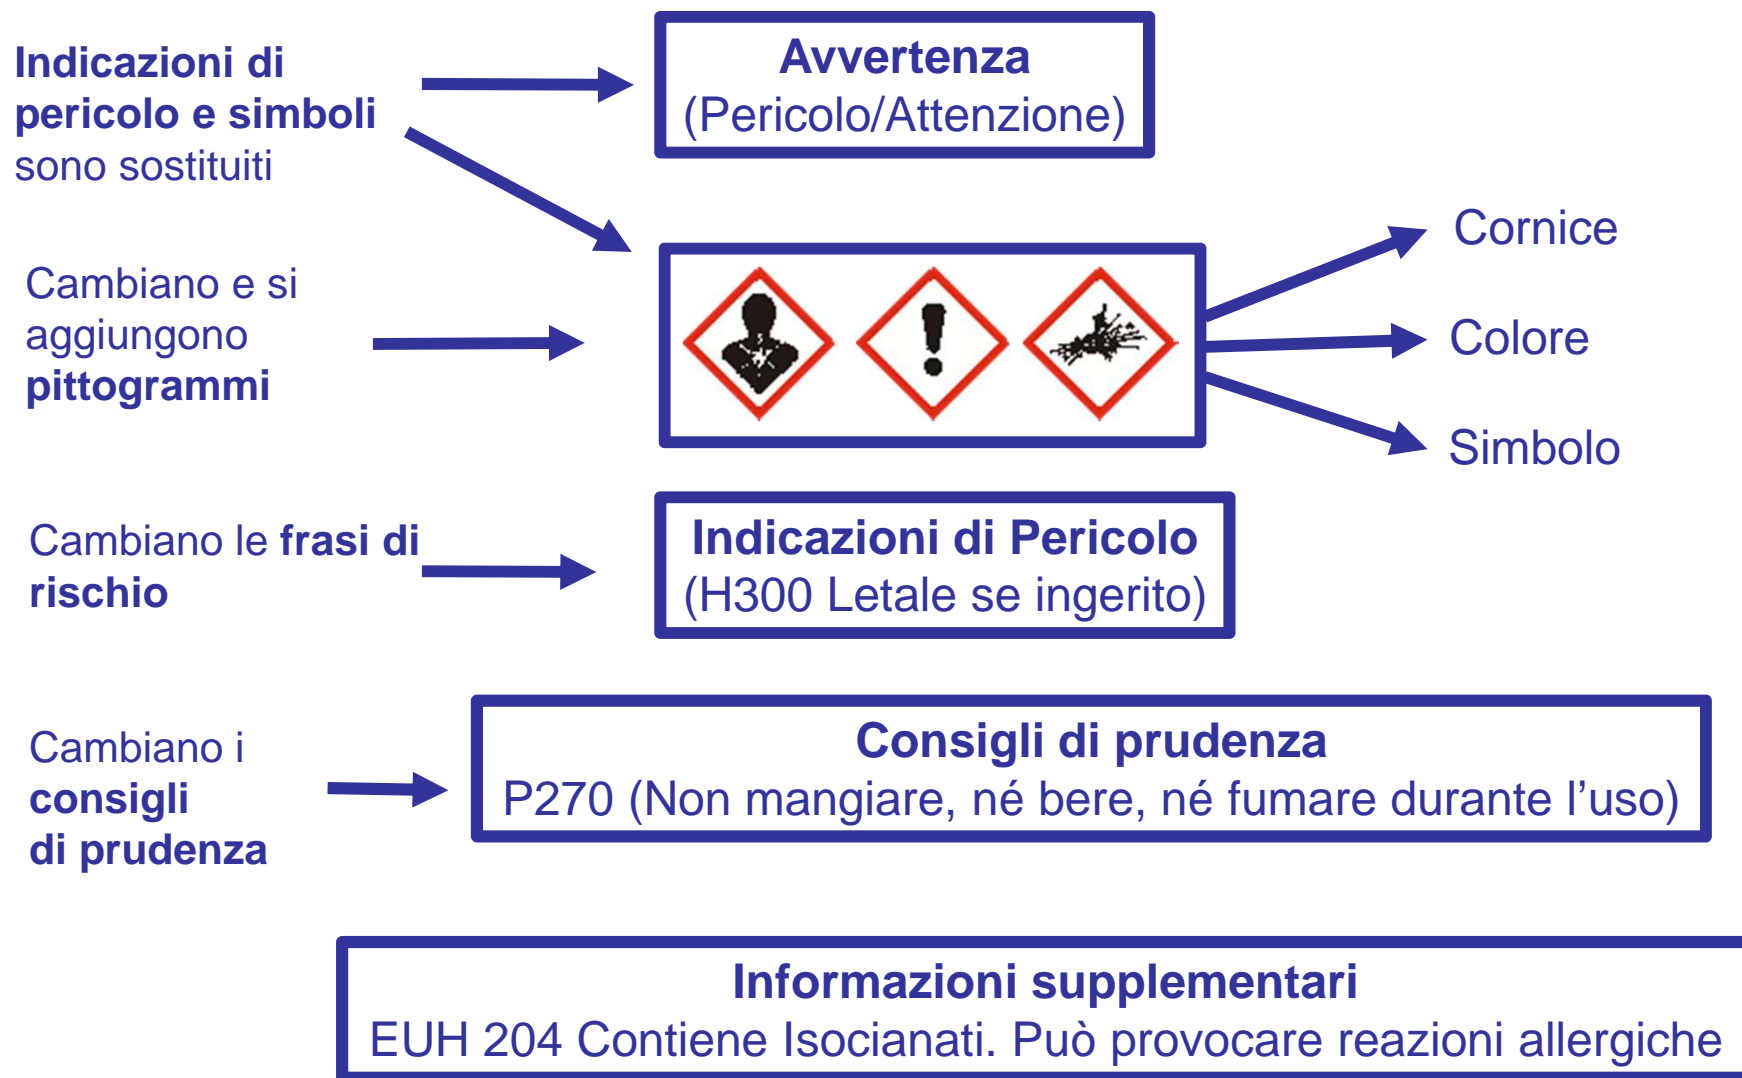 Indicazioni di
pericolo e simboli
sono sostituiti
Avvertenza
(Pericolo/Attenzione)
Cambiano e si
aggiungono
pittogrammi
Cornice
Colore
Simbolo
Cambiano le frasi di
rischio
Indicazioni di Pericolo
(H300 Letale se ingerito)
Cambiano i
consigli
di prudenza
Consigli di prudenza
P270 (Non mangiare, né bere, né fumare durante l’uso)
Informazioni supplementari
EUH 204 Contiene Isocianati. Può provocare reazioni allergiche